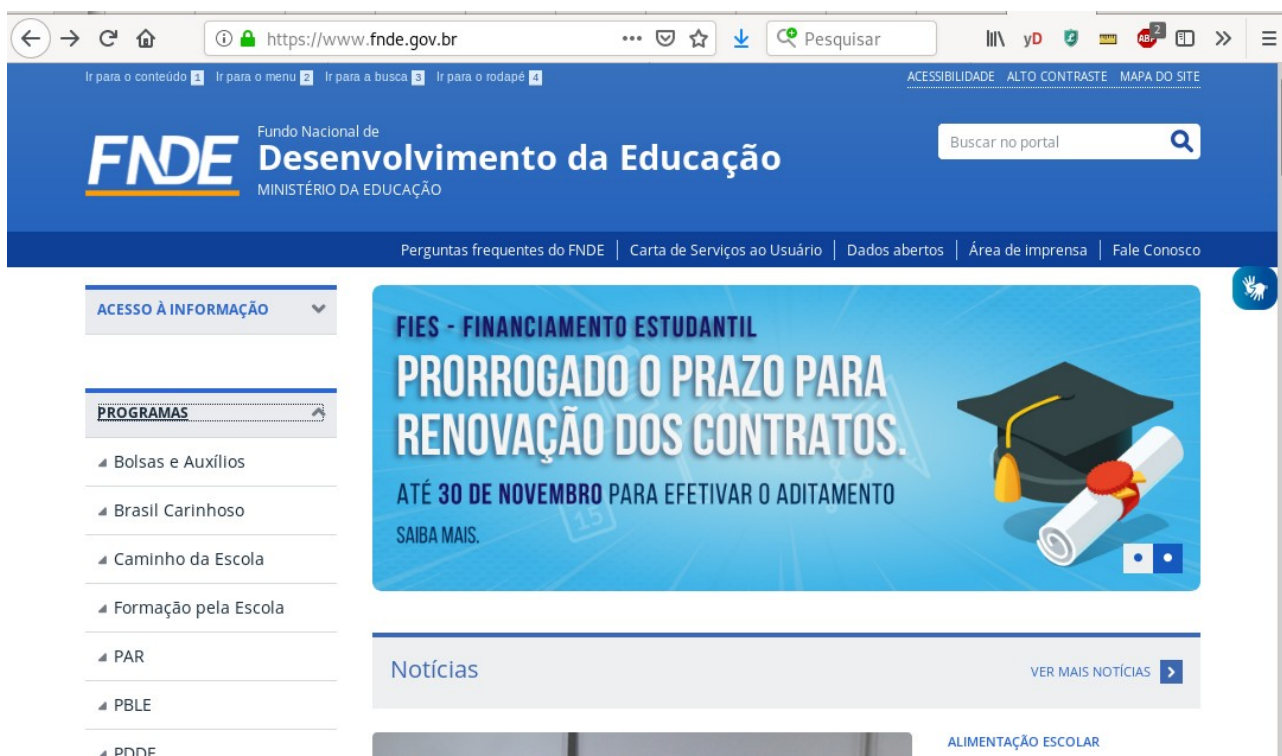 https://www.fnde.gov.br
Pesquisar
yD
ABP
2
Ir para o conteúdo 1 Ir para o menu 2 Ir para a busca 3 Ir para o rodapé 4
ACESSIBILIDADE ALTO CONTRASTE MAPA DO SITE
FNDE
Fundo Nacional de
Desenvolvimento da Educação
MINISTÉRIO DA EDUCAÇÃO
Buscar no portal
Perguntas frequentes do FNDE | Carta de Serviços ao Usuário | Dados abertos | Área de imprensa | Fale Conosco
ACESSO À INFORMAÇÃO
PROGRAMAS
Bolsas e Auxílios
Brasil Carinhoso
Caminho da Escola
Formação pela Escola
PAR
PBLE
PDDE
FIES - FINANCIAMENTO ESTUDANTIL
PRORROGADO O PRAZO PARA
RENOVAÇÃO DOS CONTRATOS.
ATÉ 30 DE NOVEMBRO PARA EFETIVAR O ADITAMENTO
SAIBA MAIS.
15
Notícias
VER MAIS NOTÍCIAS
ALIMENTAÇÃO ESCOLAR